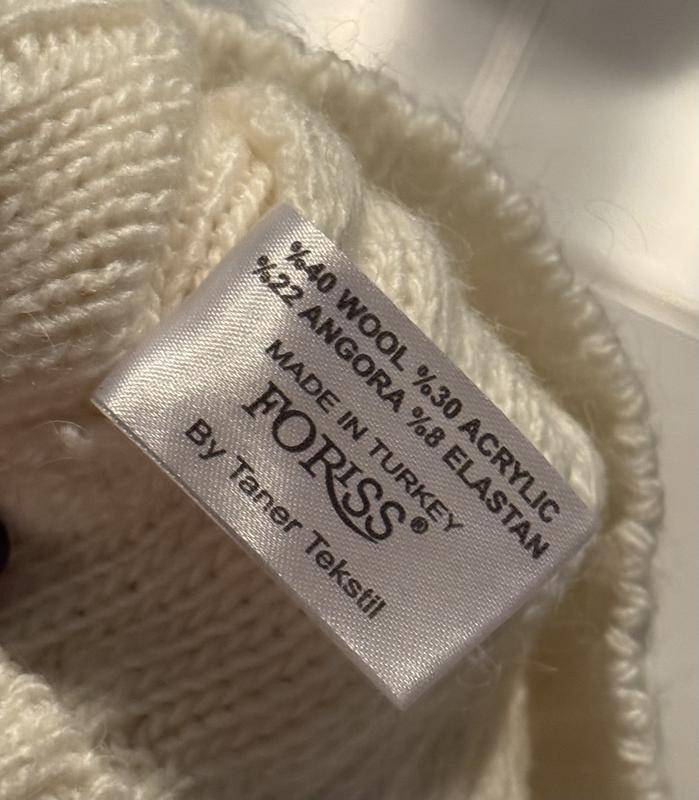 %40 WOOL %30 ACRYLIC
%22 ANGORA %8 ELASTAN
MADE IN TURKEY
FORISS®
By Taner Tekstil